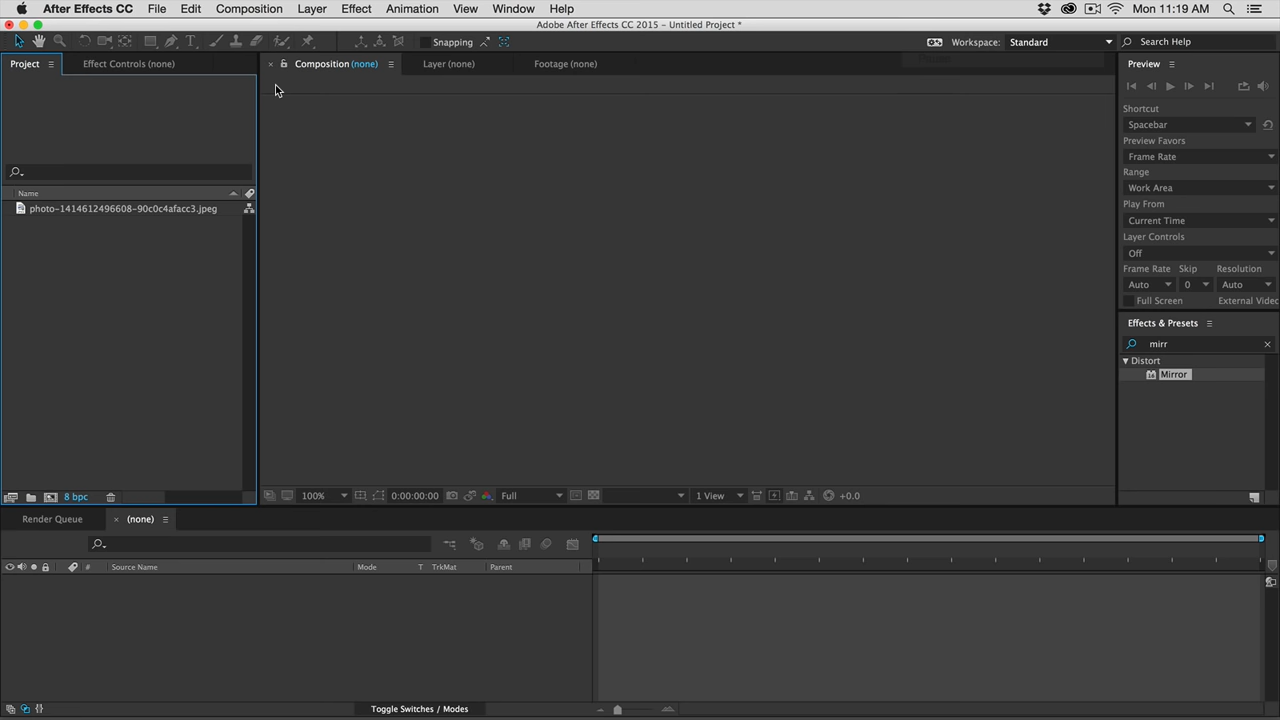 After Effects CC File Edit Composition Layer Effect Animation View Window Help Mon 11:19 AM
Adobe After Effects CC 2015 - Untitled Project *
Snapping Workspace: Standard Search Help
Project Effect Controls (none) Composition (none) Layer (none) Footage (none) Preview
Shortcut
Spacebar
Preview Favors
Frame Rate
Range
Work Area
Play From
Current Time
Layer Controls
Off
Frame Rate Skip Resolution
Auto 0 Auto
Full Screen External Video
Name
photo-1414612496608-90c0c4afacc3.jpeg
Effects & Presets
mirr
Distort
16 Mirror
8 bpc 100% 0:00:00:00 Full 1 View +0.0
Render Queue (none)
# Source Name Mode T TrkMat Parent
Toggle Switches / Modes